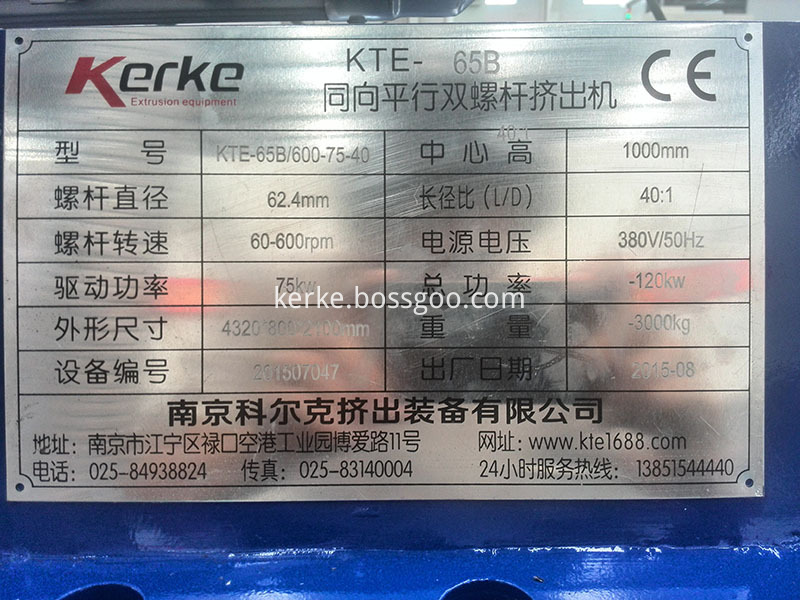 Kerke
Extrusion equipment
KTE- 65B
同向平行双螺杆挤出机
CE
40:1
型号 KTE-65B/600-75-40 中心高 1000mm
螺杆直径 62.4mm 长径比(L/D) 40:1
螺杆转速 60-600rpm 电源电压 380V/50Hz
驱动功率 75kw 总功率 -120kw
kerke.bossgoo.com
外形尺寸 4320*800*2100mm 重量 -3000kg
设备编号 201507047 出厂日期 2015-08
南京科尔克挤出装备有限公司
地址: 南京市江宁区禄口空港工业园博爱路11号 网址: www.kte1688.com
电话: 025-84938824 传真: 025-83140004 24小时服务热线: 13851544440